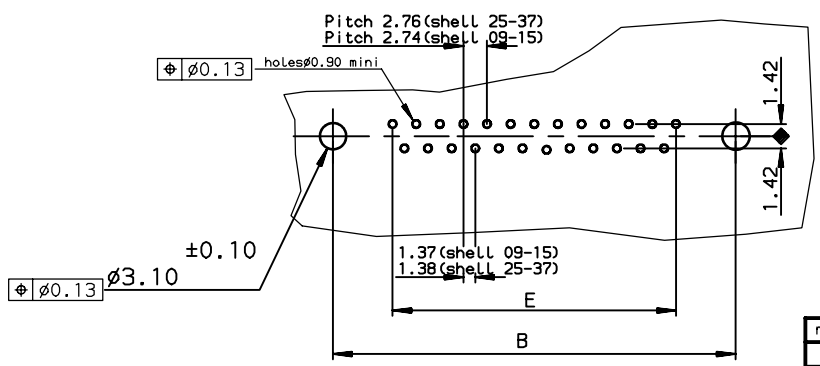 Pitch 2.76(shell 25-37)
Pitch 2.74(shell 09-15)
⌖ ø0.13
holesø0.90 mini
1.42
1.42
±0.10
ø3.10
⌖ ø0.13
1.37(shell 09-15)
1.38(shell 25-37)
E
B